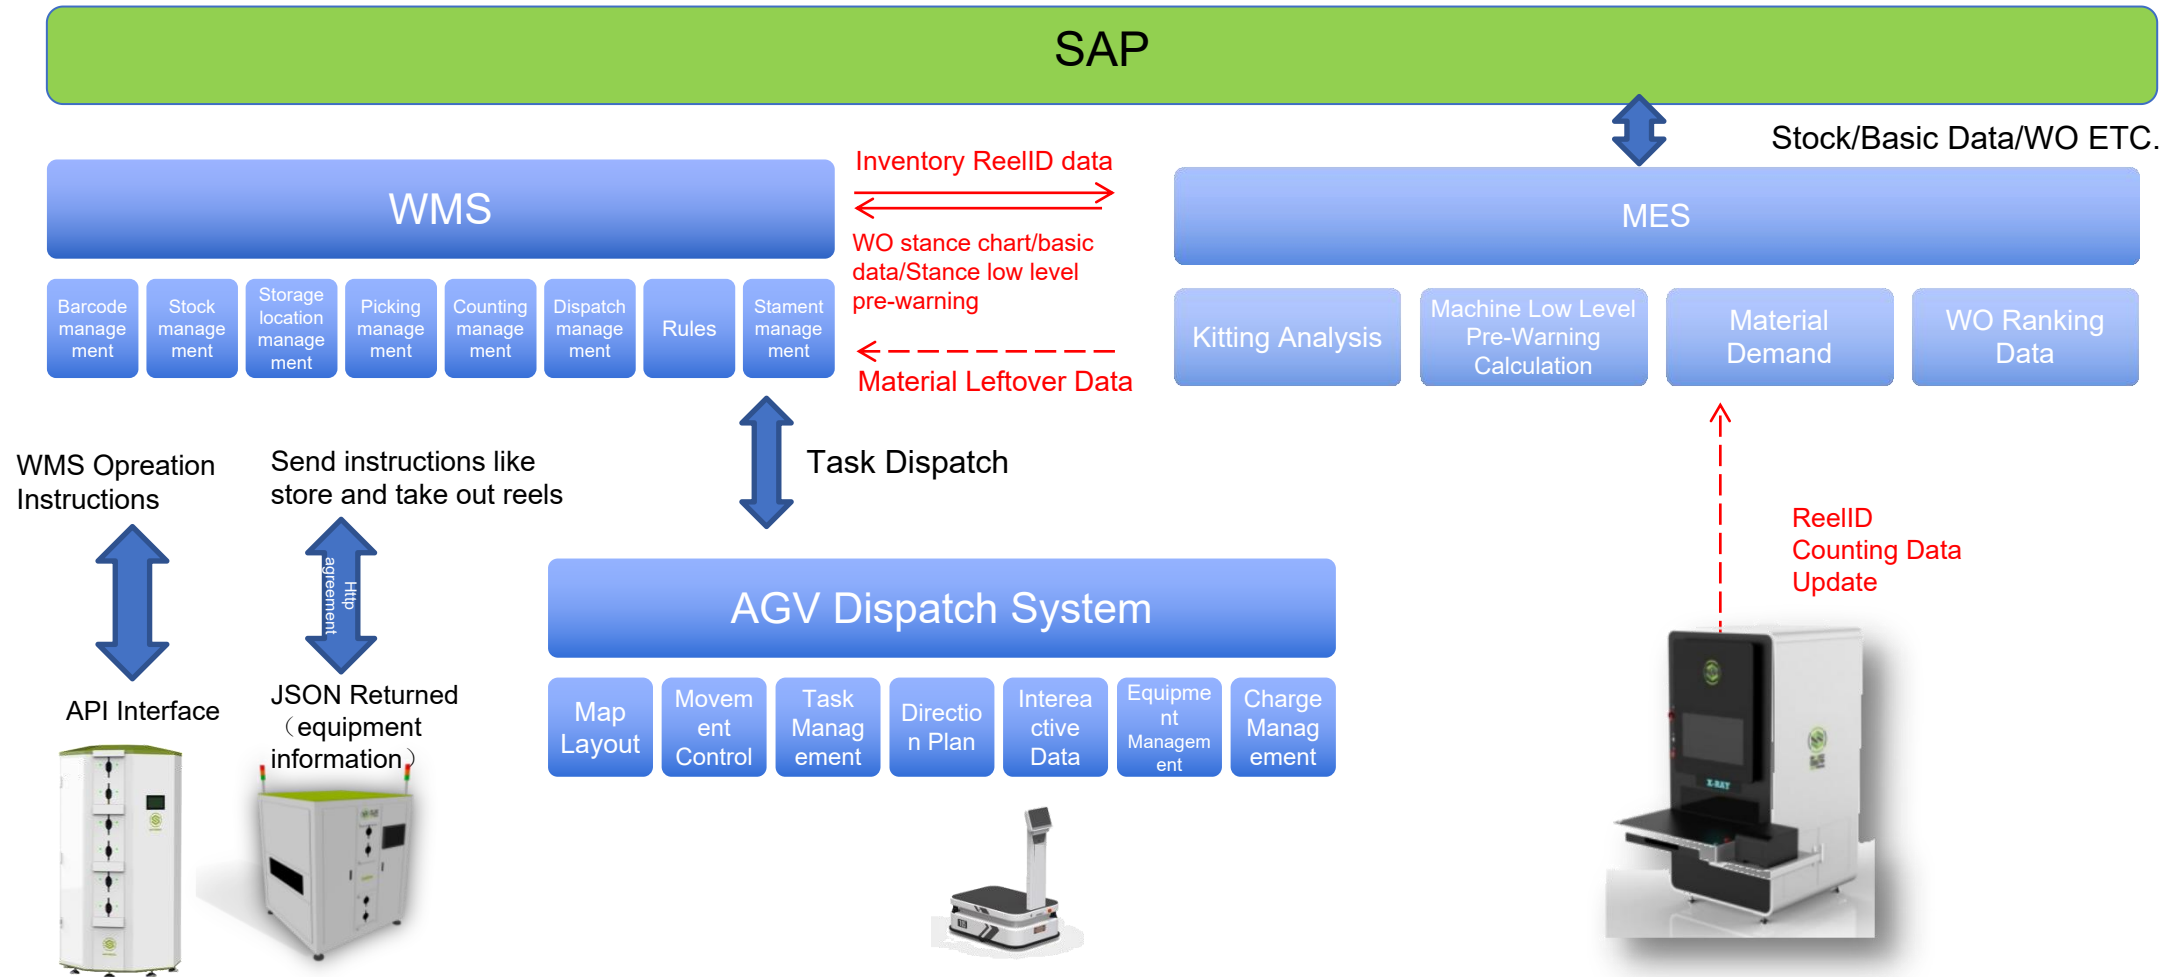 SAP
Stock/Basic Data/WO ETC.
WMS
Inventory ReelID data
WO stance chart/basic
data/Stance low level
pre-warning
Material Leftover Data
MES
Barcode
manage
ment
Stock
manage
ment
Storage
location
manage
ment
Picking
manage
ment
Counting
manage
ment
Dispatch
manage
ment
Rules
Stament
manage
ment
Kitting Analysis
Machine Low Level
Pre-Warning
Calculation
Material
Demand
WO Ranking
Data
WMS Opreation
Instructions
Send instructions like
store and take out reels
Task Dispatch
Http
agreement
ReelID
Counting Data
Update
API Interface
JSON Returned
（equipment
information）
AGV Dispatch System
Map
Layout
Movem
ent
Control
Task
Manag
ement
Directio
n Plan
Interea
ctive
Data
Equipme
nt
Managem
ent
Charge
Manag
ement
X-RAY